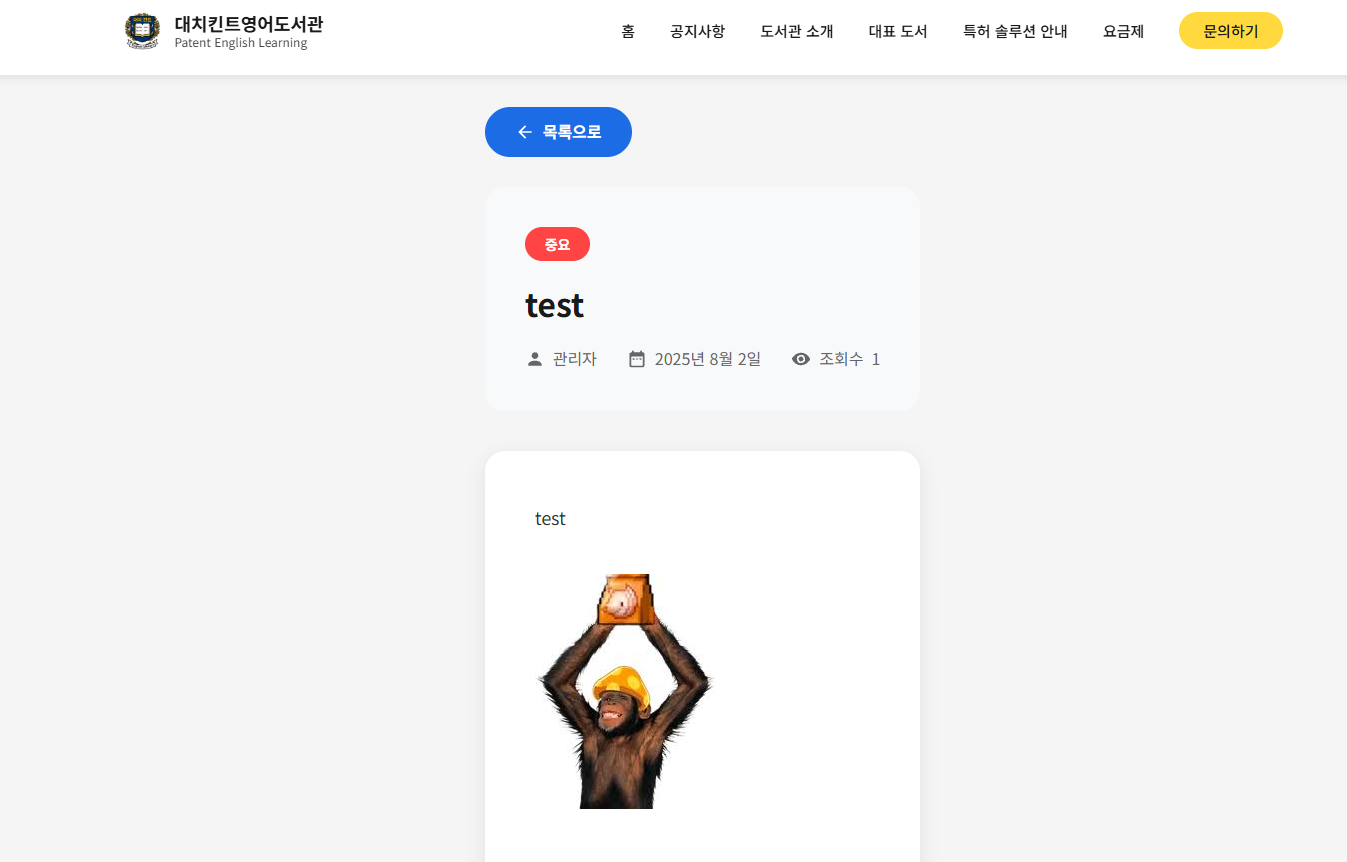 대치킨트영어도서관
Patent English Learning
홈 공지사항 도서관 소개 대표 도서 특허 솔루션 안내 요금제 문의하기
← 목록으로
중요
test
관리자 2025년 8월 2일 조회수 1
test